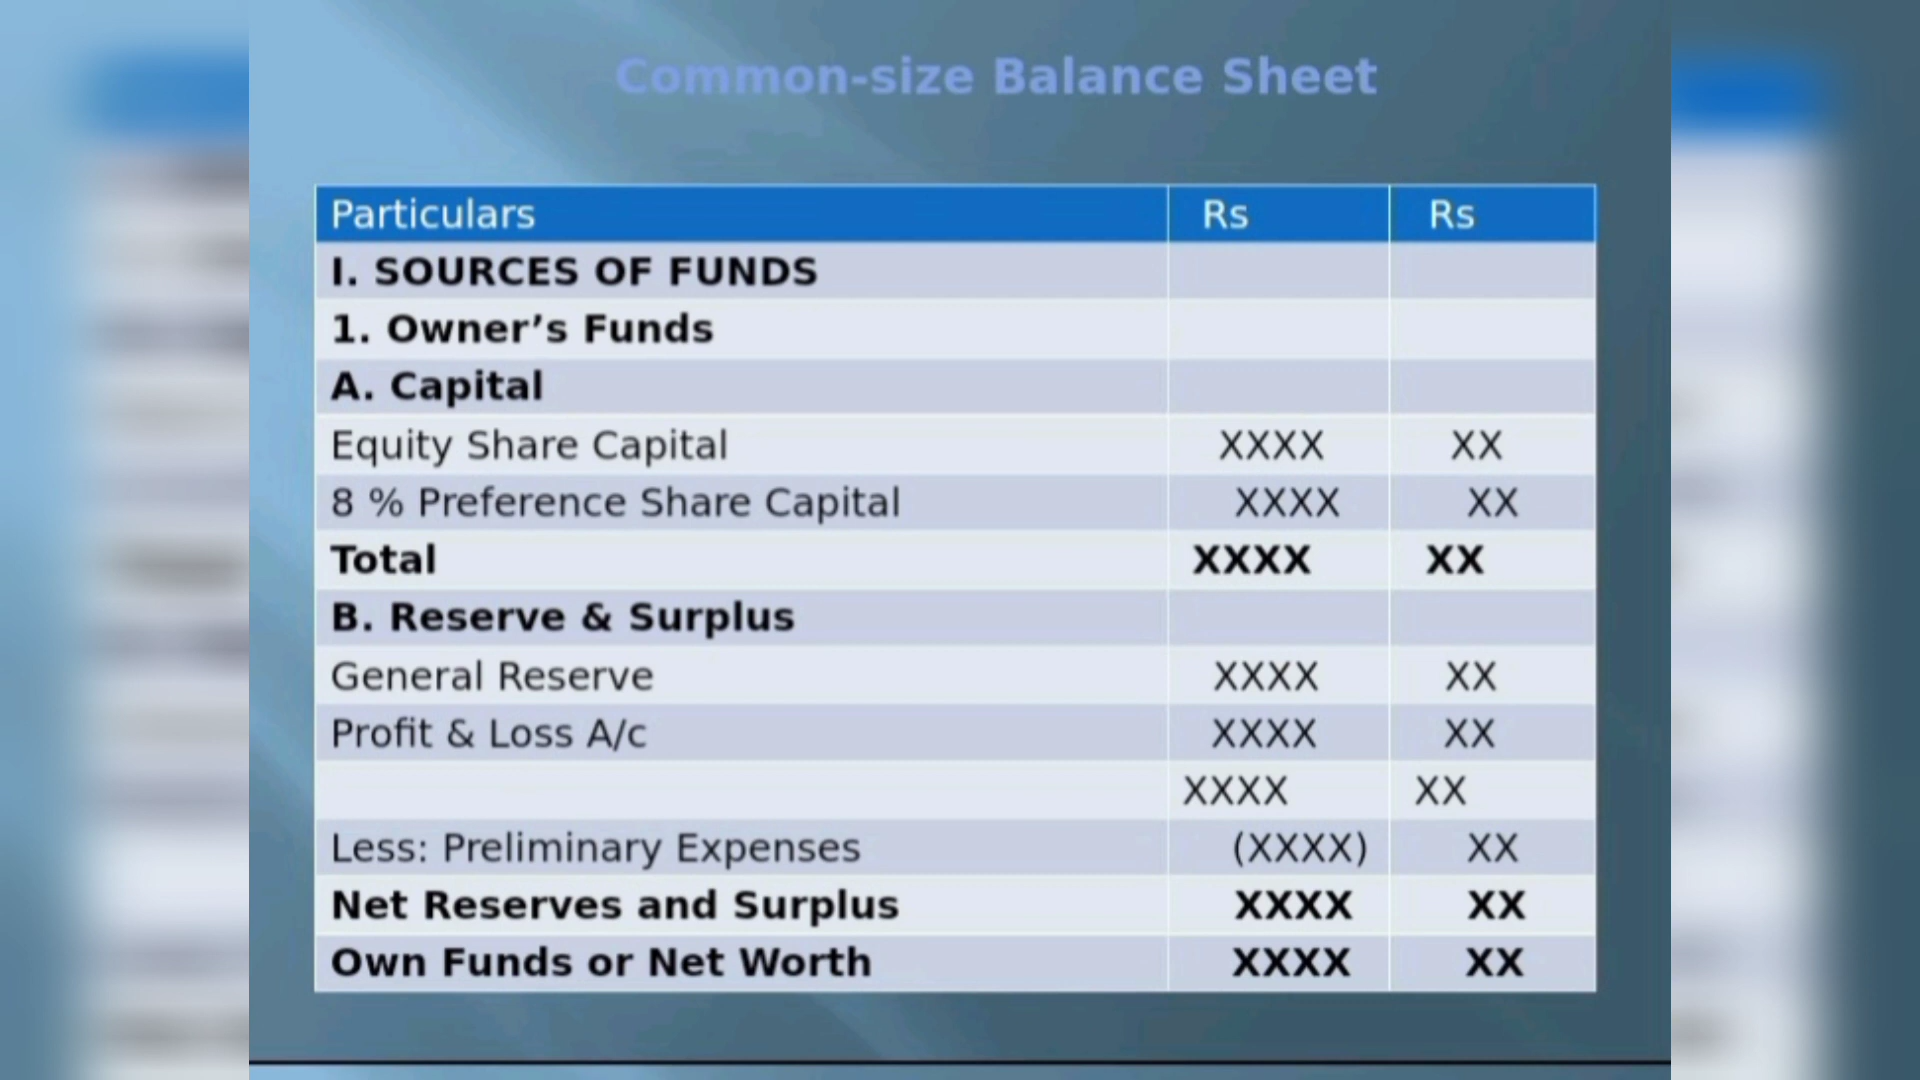 Common-size Balance Sheet
Particulars Rs Rs
I. SOURCES OF FUNDS
1. Owner’s Funds
A. Capital
Equity Share Capital XXXX XX
8 % Preference Share Capital XXXX XX
Total XXXX XX
B. Reserve & Surplus
General Reserve XXXX XX
Profit & Loss A/c XXXX XX
XXXX XX
Less: Preliminary Expenses (XXXX) XX
Net Reserves and Surplus XXXX XX
Own Funds or Net Worth XXXX XX